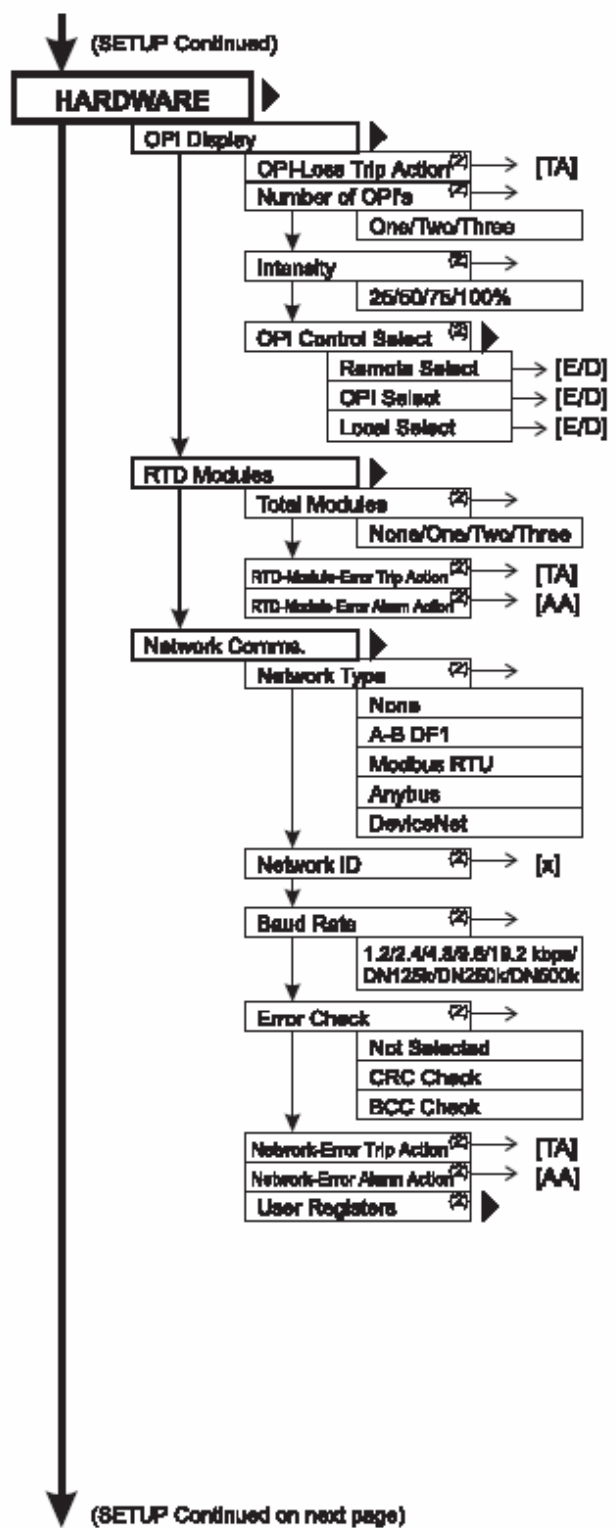 (SETUP Continued)
HARDWARE
OPI Display
OPI-Loss Trip Action (2) [TA]
Number of OPI's (2)
One/Two/Three
Intensity (2)
25/50/75/100%
OPI Control Select (2)
Remote Select [E/D]
OPI Select [E/D]
Local Select [E/D]
RTD Modules
Total Modules (2)
None/One/Two/Three
RTD-Module-Error Trip Action (2) [TA]
RTD-Module-Error Alarm Action (2) [AA]
Network Comms.
Network Type (2)
None
A-B DF1
Modbus RTU
Anybus
DeviceNet
Network ID (2) [x]
Baud Rate (2)
1.2/2.4/4.8/9.6/19.2 kbps/
DN125k/DN250k/DN500k
Error Check (2)
Not Selected
CRC Check
BCC Check
Network-Error Trip Action (2) [TA]
Network-Error Alarm Action (2) [AA]
User Registers (2)
(SETUP Continued on next page)